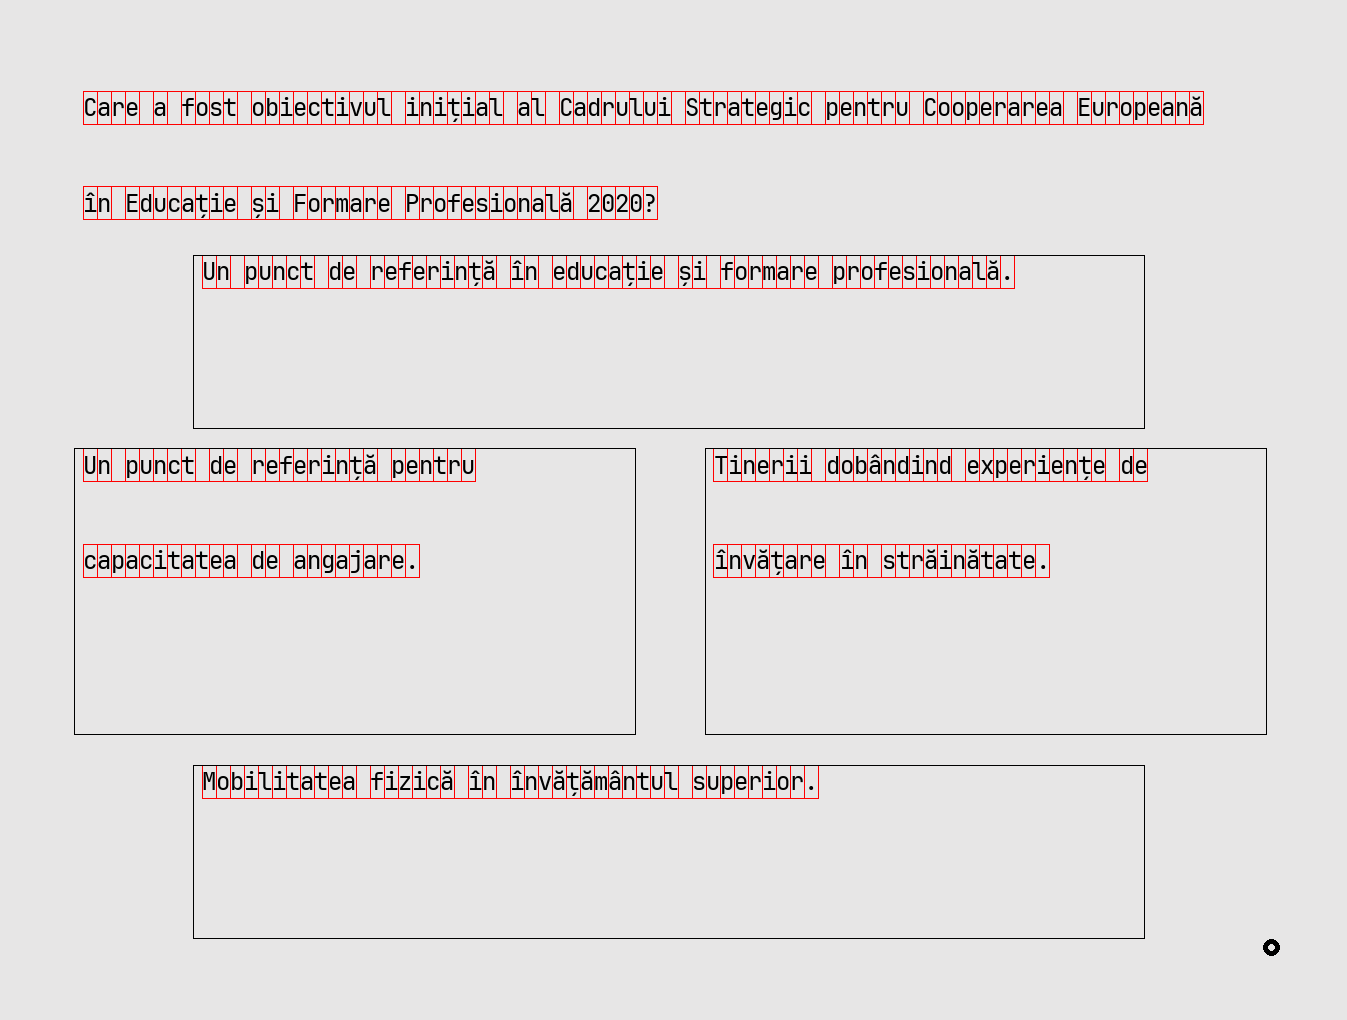 Care a fost obiectivul inițial al Cadrului Strategic pentru Cooperarea Europeană
în Educație și Formare Profesională 2020?
Un punct de referință în educație și formare profesională.
Un punct de referință pentru
capacitatea de angajare.
Tinerii dobândind experiențe de
învățare în străinătate.
Mobilitatea fizică în învățământul superior.